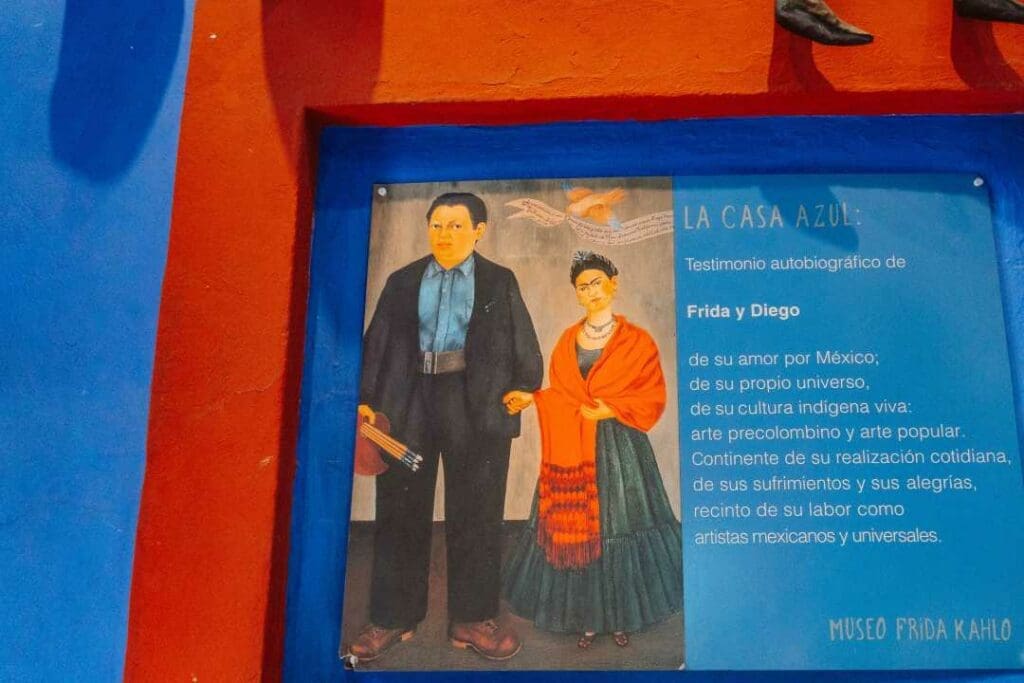 LA CASA AZUL:
Testimonio autobiográfico de
Frida y Diego
de su amor por México;
de su propio universo,
de su cultura indígena viva:
arte precolombino y arte popular.
Continente de su realización cotidiana,
de sus sufrimientos y sus alegrías,
recinto de su labor como
artistas mexicanos y universales.
MUSEO FRIDA KAHLO